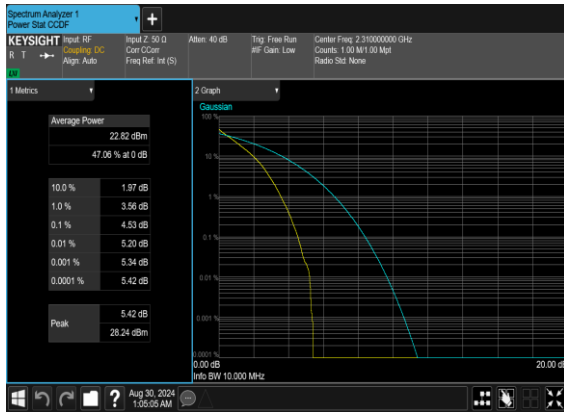 Spectrum Analyzer 1
Power Stat CCDF
KEYSIGHT
R T
Input: RF
Coupling: DC
Align: Auto
Input Z: 50 Ω
Corr CCorr
Freq Ref: Int (S)
Atten: 40 dB
Trig: Free Run
#IF Gain: Low
Center Freq: 2.310000000 GHz
Counts: 1.00 M/1.00 Mpt
Radio Std: None
1 Metrics
Average Power
22.82 dBm
47.06 % at 0 dB
10.0 % 1.97 dB
1.0 % 3.56 dB
0.1 % 4.53 dB
0.01 % 5.20 dB
0.001 % 5.34 dB
0.0001 % 5.42 dB
Peak
5.42 dB
28.24 dBm
2 Graph
Gaussian
100 %
10 %
1 %
0.1 %
0.01 %
0.001 %
0.0001 %
0.00 dB
20.00 dB
Info BW 10.000 MHz
Aug 30, 2024
1:05:05 AM